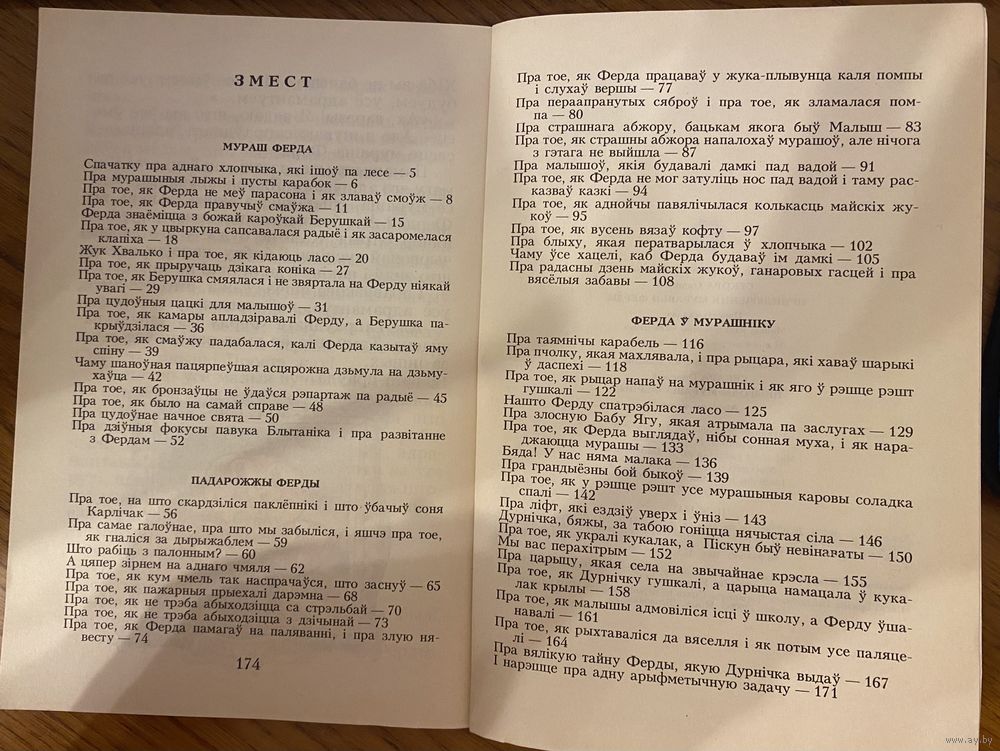 ЗМЕСТ
МУРАШ ФЕРДА
Спачатку пра аднаго хлопчыка, які ішоў па лесе — 5
Пра мурашыныя лыжы і пусты карабок — 6
Пра тое, як Ферда не меў парасона і як злаваў смоўж — 8
Пра тое, як Ферда правучыў смаўжа — 11
Ферда знаёміцца з божай кароўкай Берушкай — 15
Пра тое, як у цвыркуна сапсавалася радыё і як засаромелася
клапіха — 18
Жук Хвалько і пра тое, як кідаюць ласо — 20
Пра тое, як прыручаць дзікага коніка — 27
Пра тое, як Берушка смяялася і не звяртала на Ферду ніякай
увагі — 29
Пра цудоўныя цацкі для малышоў — 31
Пра тое, як камары апладзіравалі Ферду, а Берушка па-
крыўдзілася — 36
Пра тое, як смаўжу падабалася, калі Ферда казытаў яму
спіну — 39
Чаму шаноўная пацярпеўшая асцярожна дзьмула на дзьму-
хаўца — 42
Пра тое, як бронзаўцы не ўдаўся рэпартаж па радыё — 45
Пра тое, як было на самай справе — 48
Пра цудоўнае начное свята — 50
Пра дзіўныя фокусы павука Блытаніка і пра развітанне
з Фердам — 52
ПАДАРОЖЖЫ ФЕРДЫ
Пра тое, на што скардзіліся паклёпнікі і што ўбачыў соня
Карлічак — 56
Пра самае галоўнае, пра што мы забыліся, і яшчэ пра тое,
як гналіся за дырыжаблем — 59
Што рабіць з палонным? — 60
А цяпер зірнем на аднаго чмяля — 62
Пра тое, як кум чмель так наспрачаўся, што заснуў — 65
Пра тое, як пажарныя прыехалі дарэмна — 68
Пра тое, як не трэба абыходзіцца са стрэльбай — 70
Пра тое, як не трэба абыходзіцца з дзічынай — 73
Пра тое, як Ферда памагаў на паляванні, і пра злую ня-
весту — 74
174
Пра тое, як Ферда працаваў у жука-плывунца каля помпы
і слухаў вершы — 77
Пра пераапранутых сяброў і пра тое, як зламалася пом-
па — 80
Пра страшнага абжору, бацькам якога быў Малыш — 83
Пра тое, як страшны абжора напалохаў мурашоў, але нічога
з гэтага не выйшла — 87
Пра малышоў, якія будавалі дамкі пад вадой — 91
Пра тое, як Ферда не мог затуліць нос пад вадой і таму рас-
казваў казкі — 94
Пра тое, як аднойчы павялічылася колькасць майскіх жу-
коў — 95
Пра тое, як вусень вязаў кофту — 97
Пра блыху, якая ператварылася ў хлопчыка — 102
Чаму ўсе хацелі, каб Ферда будаваў ім дамкі — 105
Пра радасны дзень майскіх жукоў, ганаровых гасцей і пра
вясёлыя забавы — 108
ФЕРДА Ў МУРАШНІКУ
Пра таямнічы карабель — 116
Пра пчолку, якая махлявала, і пра рыцара, які хаваў шарыкі
ў даспехі — 118
Пра тое, як рыцар напаў на мурашнік і як яго ў рэшце рэшт
гушкалі — 122
Нашто Ферду спатрэбілася ласо — 125
Пра злосную Бабу Ягу, якая атрымала па заслугах — 129
Пра тое, як Ферда выглядаў, нібы сонная муха, і як нара-
джаюцца мурашы — 133
Бяда! У нас няма малака — 136
Пра грандыёзны бой быкоў — 139
Пра тое, як у рэшце рэшт усе мурашыныя каровы соладка
спалі — 142
Пра ліфт, які ездзіў уверх і ўніз — 143
Дурнічка, бяжы, за табою гоніцца нячыстая сіла — 146
Пра тое, як укралі кукалак, а Піскун быў невінаваты — 150
Мы вас перахітрым — 152
Пра царыцу, якая села на звычайнае крэсла — 155
Пра тое, як Дурнічку гушкалі, а царыца намацала ў кука-
лак крылы — 158
Пра тое, як малышы адмовіліся ісці ў школу, а Ферду ўша-
навалі — 161
Пра тое, як рыхтаваліся да вяселля і як потым усе паляце-
лі — 164
Пра вялікую тайну Ферды, якую Дурнічка выдаў — 167
І нарэшце пра адну арыфметычную задачу — 171
www.ay.by